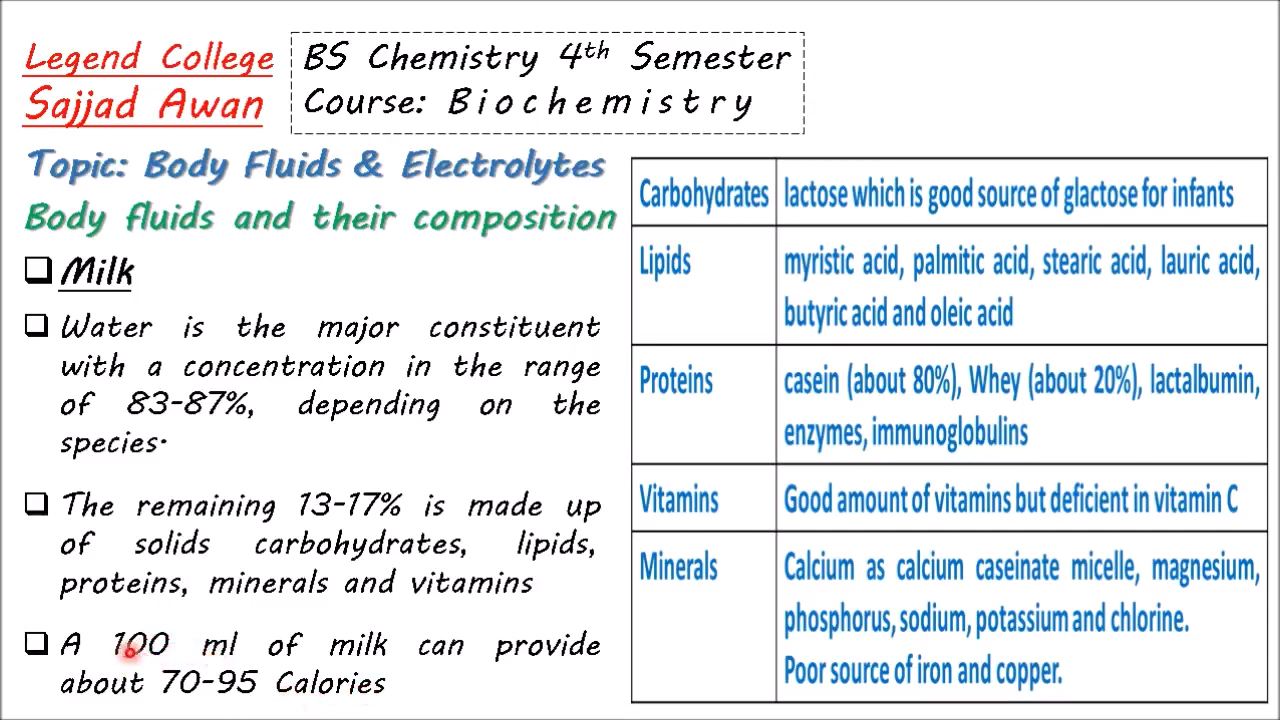 Legend College
Sajjad Awan
BS Chemistry 4th Semester
Course: Biochemistry
Topic: Body Fluids & Electrolytes
Body fluids and their composition
Milk
Water is the major constituent
with a concentration in the range
of 83-87%, depending on the
species.
The remaining 13-17% is made up
of solids carbohydrates, lipids,
proteins, minerals and vitamins
A 100 ml of milk can provide
about 70-95 Calories
Carbohydrates lactose which is good source of glactose for infants
Lipids myristic acid, palmitic acid, stearic acid, lauric acid,
butyric acid and oleic acid
Proteins casein (about 80%), Whey (about 20%), lactalbumin,
enzymes, immunoglobulins
Vitamins Good amount of vitamins but deficient in vitamin C
Minerals Calcium as calcium caseinate micelle, magnesium,
phosphorus, sodium, potassium and chlorine.
Poor source of iron and copper.